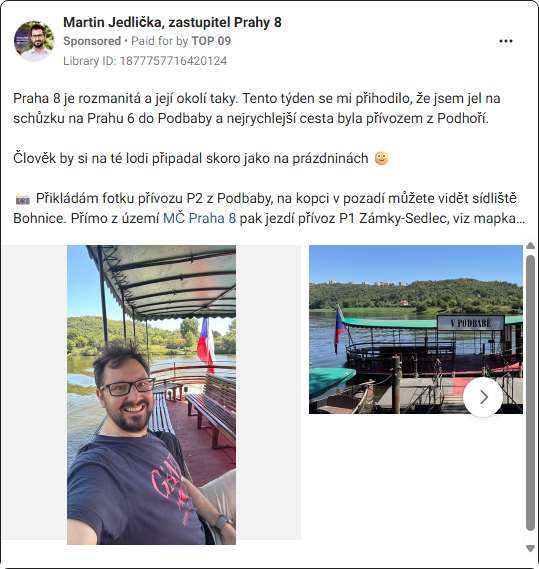 Martin Jedlička, zastupitel Prahy 8
Sponsored • Paid for by TOP 09
Library ID: 1877757716420124
Praha 8 je rozmanitá a její okolí taky. Tento týden se mi přihodilo, že jsem jel na
schůzku na Prahu 6 do Podbaby a nejrychlejší cesta byla přívozem z Podhoří.
Člověk by si na té lodi připadal skoro jako na prázdninách 😜
📷 Přikládám fotku přívozu P2 z Podbaby, na kopci v pozadí můžete vidět sídliště
Bohnice. Přímo z území MČ Praha 8 pak jezdí přívoz P1 Zámky-Sedlec, viz mapka...
V PODBABĚ